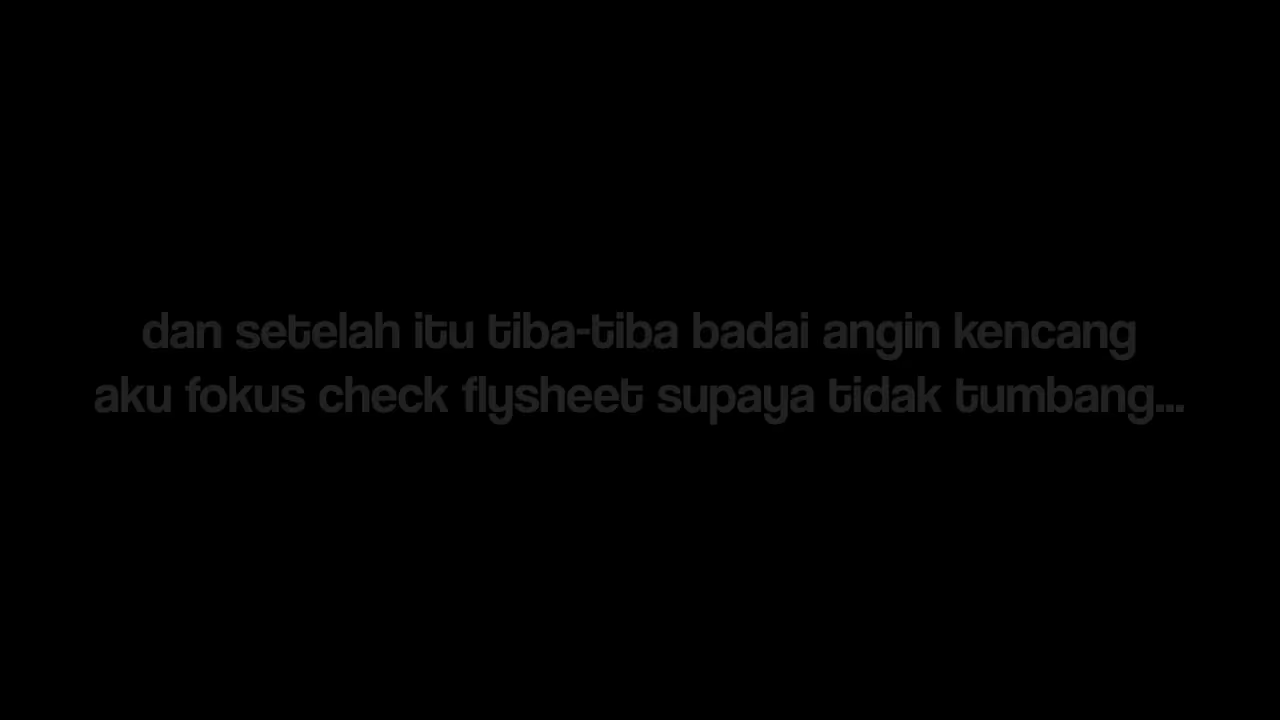 dan setelah itu tiba-tiba badai angin kencang
aku fokus check flysheet supaya tidak tumbang...